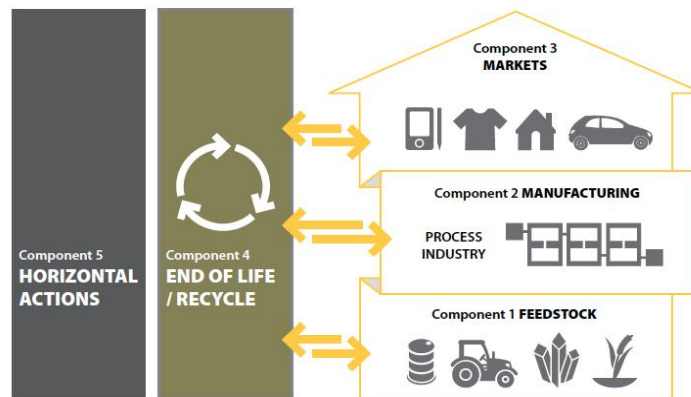 Component 5
HORIZONTAL
ACTIONS
Component 4
END OF LIFE
/ RECYCLE
Component 3
MARKETS
Component 2 MANUFACTURING
PROCESS
INDUSTRY
Component 1 FEEDSTOCK